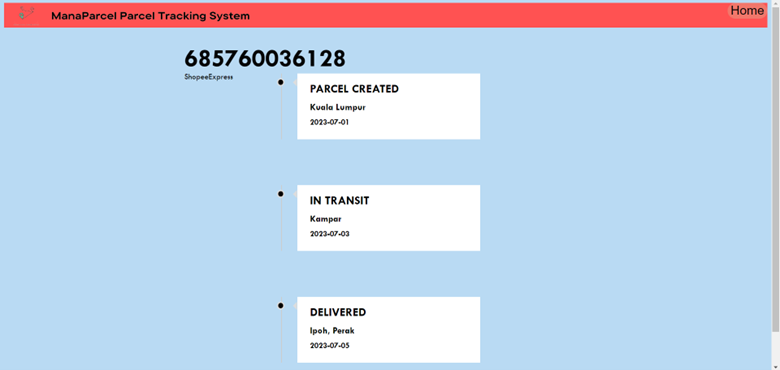 ManaParcel Parcel Tracking System
Home
685760036128
ShopeeExpress
PARCEL CREATED
Kuala Lumpur
2023-07-01
IN TRANSIT
Kampar
2023-07-03
DELIVERED
Ipoh, Perak
2023-07-05